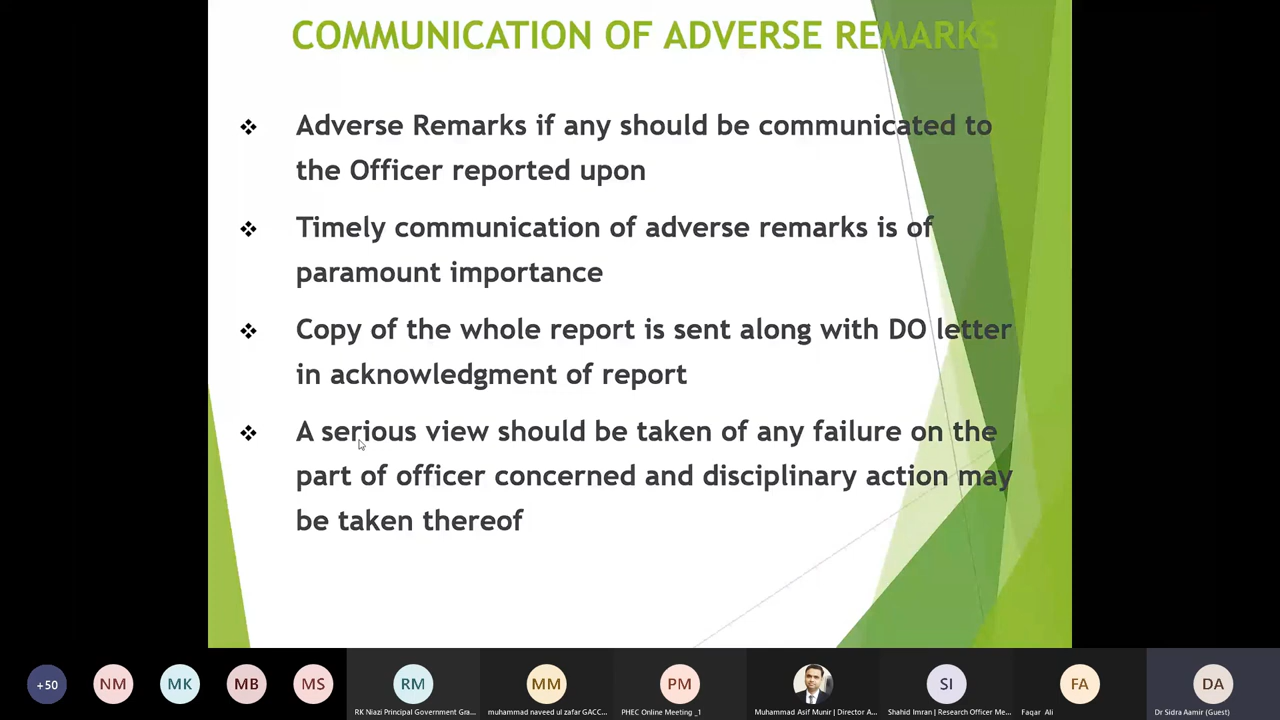 COMMUNICATION OF ADVERSE REMARKS
❖ Adverse Remarks if any should be communicated to
the Officer reported upon
❖ Timely communication of adverse remarks is of
paramount importance
❖ Copy of the whole report is sent along with DO letter
in acknowledgment of report
❖ A serious view should be taken of any failure on the
part of officer concerned and disciplinary action may
be taken thereof
+50 NM MK MB MS RM MM PM SI FA DA
RK Niazi Principal Government Gra... muhammad naveed ul zafar GACC... PHEC Online Meeting _1 Muhammad Asif Munir | Director A... Shahid Imran | Research Officer Me... Faqar Ali Dr Sidra Aamir (Guest)